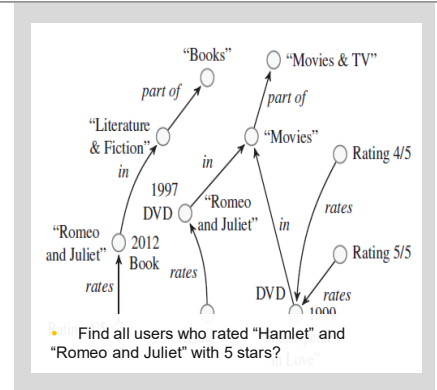 “Books”
“Movies & TV”
part of
part of
“Literature
& Fiction”
“Movies”
Rating 4/5
in
in
1997
DVD
“Romeo
and Juliet”
in
rates
“Romeo
and Juliet”
2012
Book
rates
Rating 5/5
rates
DVD
rates
Find all users who rated “Hamlet” and
“Romeo and Juliet” with 5 stars?
in Love”